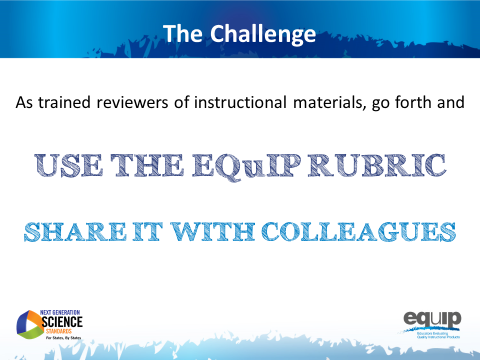 The Challenge
As trained reviewers of instructional materials, go forth and
USE THE EQuIP RUBRIC
SHARE IT WITH COLLEAGUES
NEXT GENERATION
SCIENCE
STANDARDS
For States, By States
equip
Educators Evaluating
Quality Instructional Products